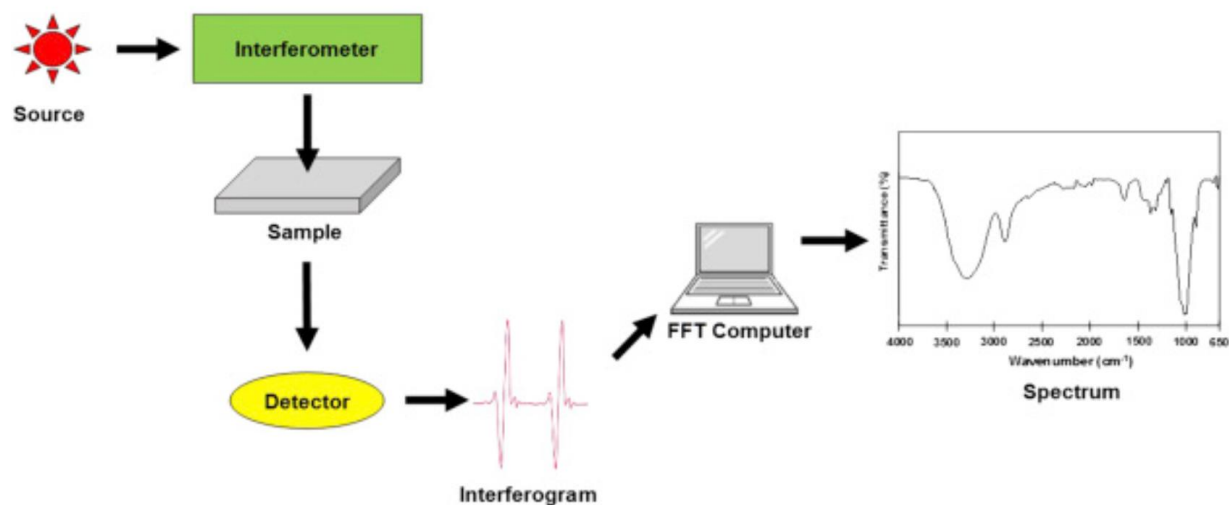 Source
Interferometer
Sample
Detector
Interferogram
FFT Computer
Transmittance (%)
4000 3500 3000 2500 2000 1500 1000 650
Wavenumber (cm⁻¹)
Spectrum